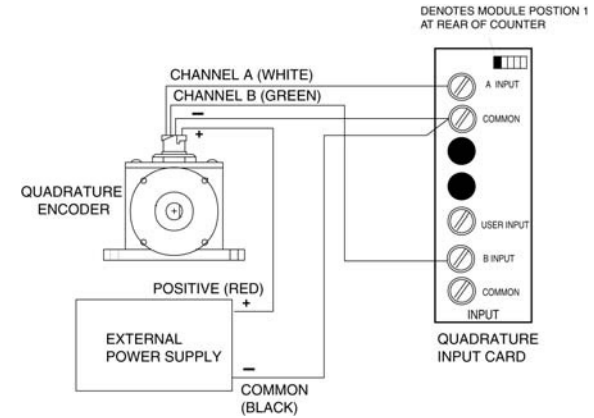 DENOTES MODULE POSTION 1
AT REAR OF COUNTER
CHANNEL A (WHITE)
CHANNEL B (GREEN)
−
+
QUADRATURE
ENCODER
+
POSITIVE (RED)
+
EXTERNAL
POWER SUPPLY
−
COMMON
(BLACK)
A INPUT
COMMON
USER INPUT
B INPUT
COMMON
INPUT
QUADRATURE
INPUT CARD